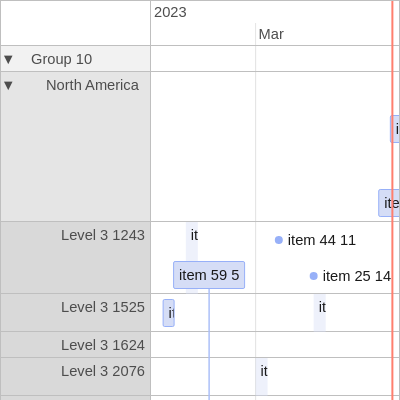 2023
Mar
▼ Group 10
▼ North America
i
ite
Level 3 1243
it
item 44 11
item 59 5
item 25 14
Level 3 1525
it
it
Level 3 1624
Level 3 2076
it